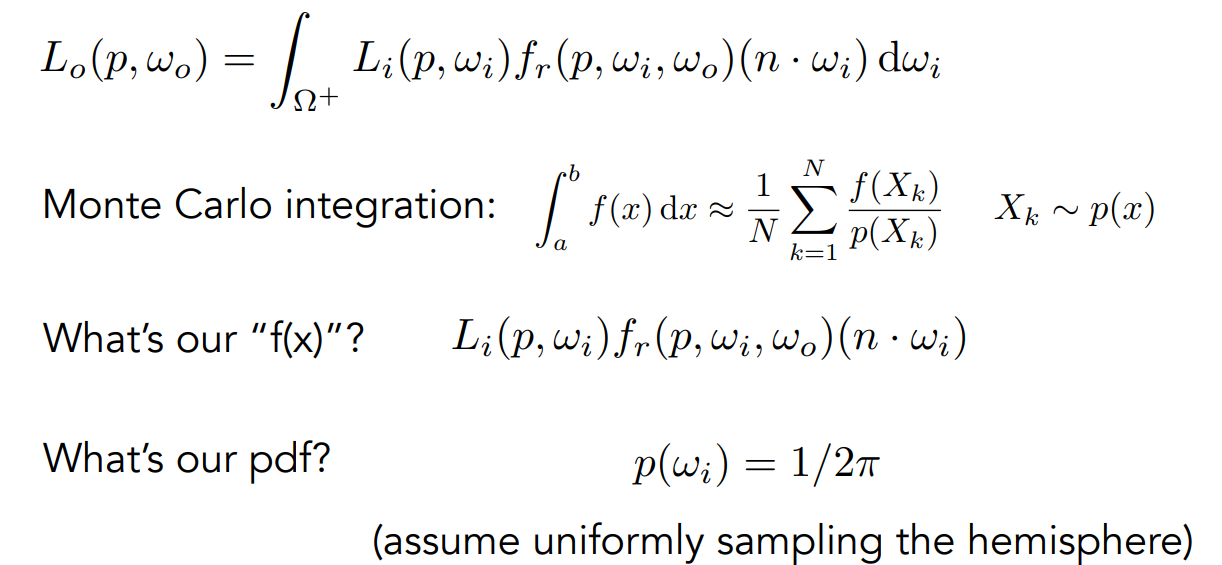 L_o(p, ω_o) = ∫_{Ω+} L_i(p, ω_i) f_r(p, ω_i, ω_o)(n · ω_i) dω_i
Monte Carlo integration: ∫_a^b f(x) dx ≈ 1/N ∑_{k=1}^N f(X_k)/p(X_k) X_k ∼ p(x)
What’s our “f(x)”? L_i(p, ω_i) f_r(p, ω_i, ω_o)(n · ω_i)
What’s our pdf? p(ω_i) = 1/2π
(assume uniformly sampling the hemisphere)